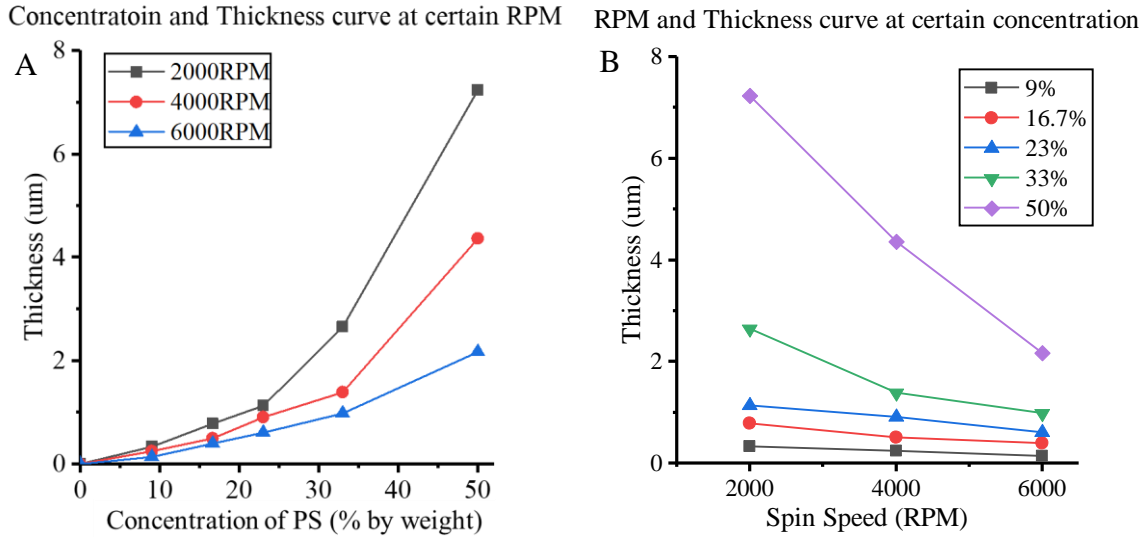 Concentratoin and Thickness curve at certain RPM
A
2000RPM
4000RPM
6000RPM
Thickness (um)
8
6
4
2
0
0 10 20 30 40 50
Concentration of PS (% by weight)
RPM and Thickness curve at certain concentration
B
9%
16.7%
23%
33%
50%
Thickness (um)
8
6
4
2
0
2000 4000 6000
Spin Speed (RPM)